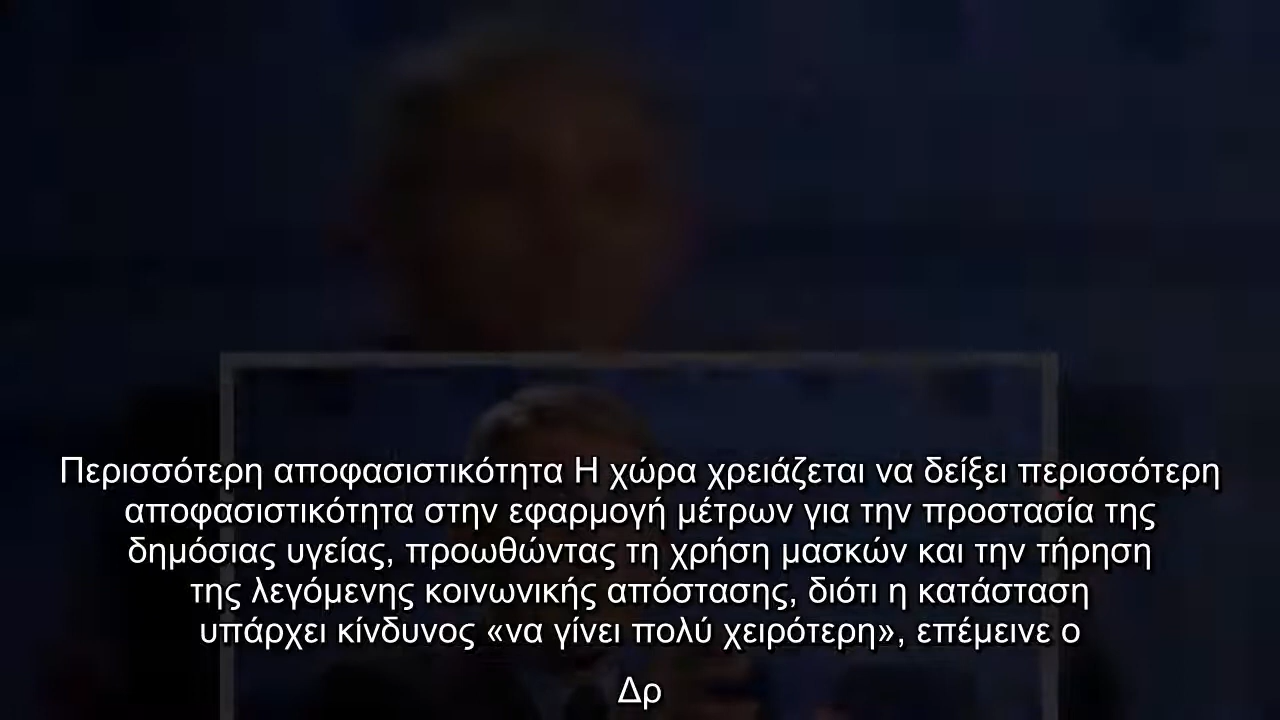 Περισσότερη αποφασιστικότητα Η χώρα χρειάζεται να δείξει περισσότερη
αποφασιστικότητα στην εφαρμογή μέτρων για την προστασία της
δημόσιας υγείας, προωθώντας τη χρήση μασκών και την τήρηση
της λεγόμενης κοινωνικής απόστασης, διότι η κατάσταση
υπάρχει κίνδυνος «να γίνει πολύ χειρότερη», επέμεινε ο
Δρ